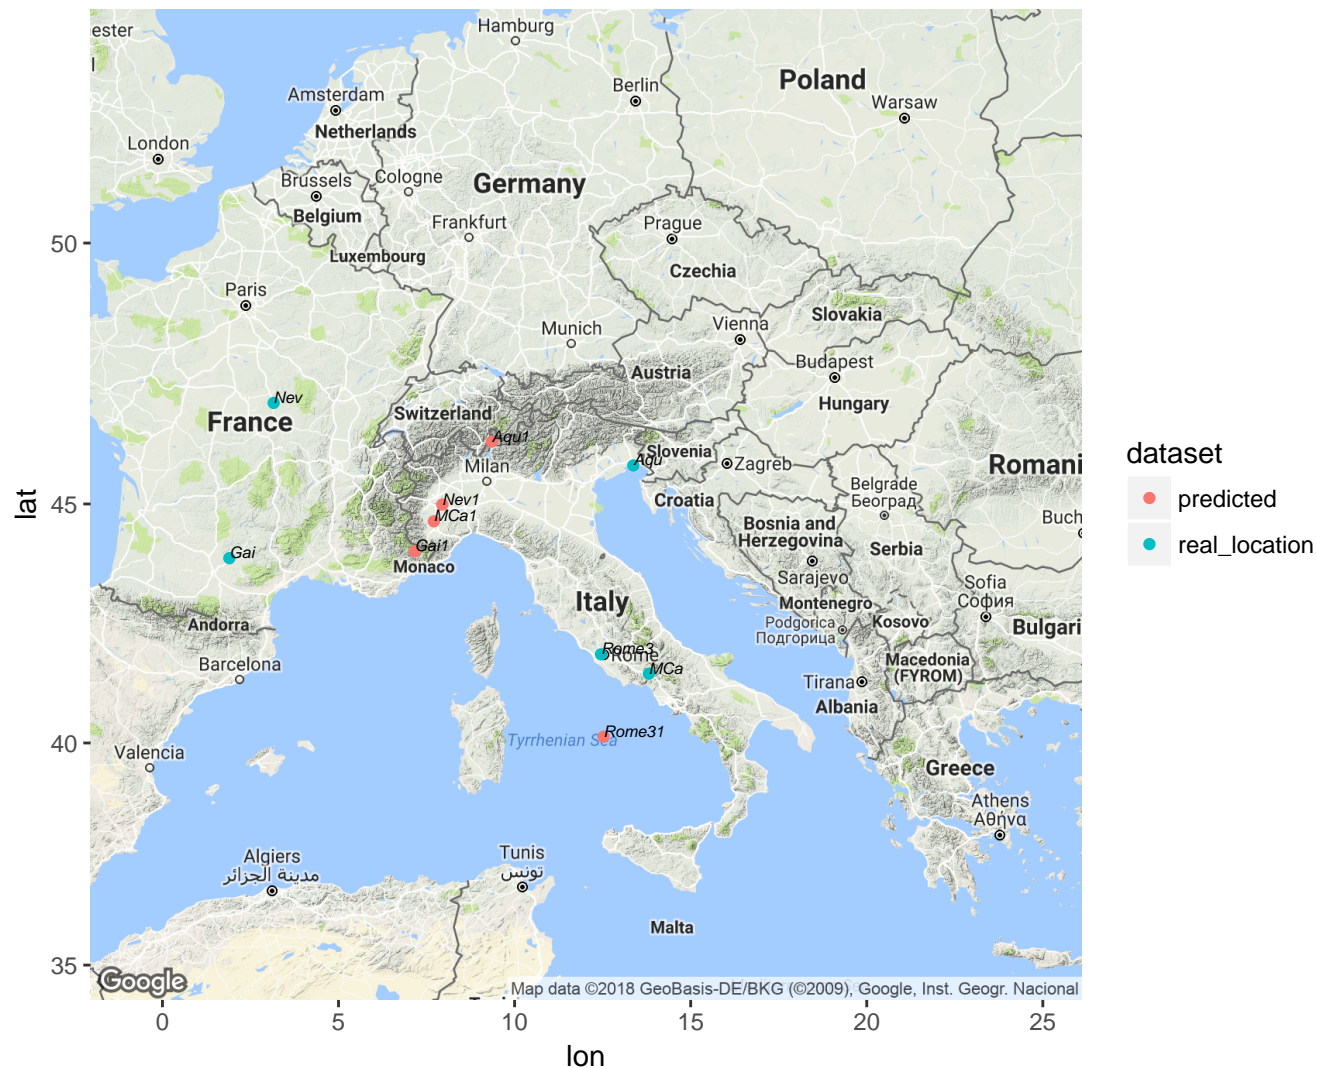 ester
l
Hamburg
Poland
Berlin
Amsterdam
Warsaw
Netherlands
London
Brussels
Cologne
Germany
Belgium
Frankfurt
Prague
50
Luxembourg
Czechia
Paris
Slovakia
Vienna
Munich
Budapest
Austria
Nev
Hungary
France
Switzerland
Aqu1
Slovenia
Aqu
Zagreb
Romani
Milan
Belgrade
Београд
Croatia
45
Nev1
MCa1
Bosnia and
Herzegovina
Buch
Gai
Gai1
Serbia
Monaco
Sarajevo
Sofia
София
Italy
Montenegro
Andorra
Podgorica
Подгорица
Kosovo
Bulgari
Rome3
Rome
Barcelona
MCa
Macedonia
(FYROM)
Tirana
Albania
Rome31
Tyrrhenian Sea
40
Valencia
Greece
Athens
Αθήνα
Algiers
مدينة الجزائر
Tunis
تونس
Malta
35
Google
Map data ©2018 GeoBasis-DE/BKG (©2009), Google, Inst. Geogr. Nacional
0
5
10
15
20
25
lon
lat
dataset
predicted
real_location